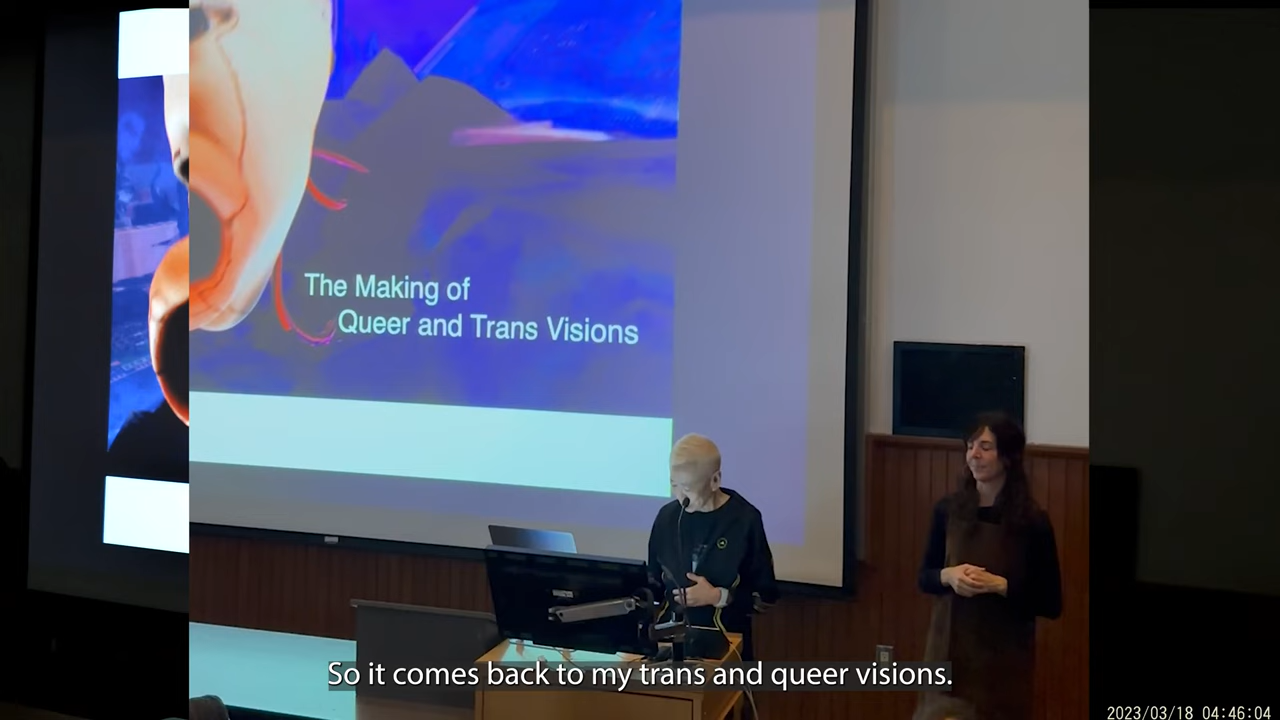 The Making of
Queer and Trans Visions
So it comes back to my trans and queer visions.
2023/03/18 04:46:04